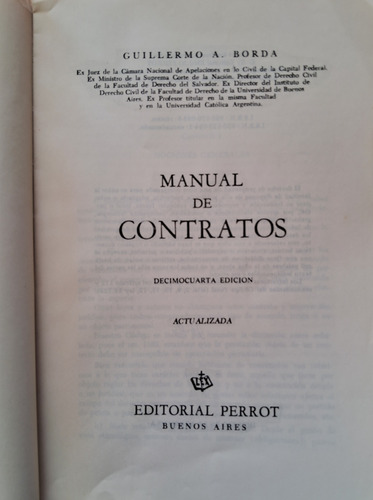 GUILLERMO A. BORDA
Ex Juez de la Cámara Nacional de Apelaciones en lo Civil de la Capital Federal.
Ex Ministro de la Suprema Corte de la Nación. Profesor de Derecho Civil
de la Facultad de Derecho del Salvador. Ex Director del Instituto de
Derecho Civil de la Facultad de Derecho de la Universidad de Buenos
Aires. Ex Profesor titular en la misma Facultad
y en la Universidad Católica Argentina.
MANUAL
DE
CONTRATOS
DECIMOCUARTA EDICION
ACTUALIZADA
LEX
EDITORIAL PERROT
BUENOS AIRES